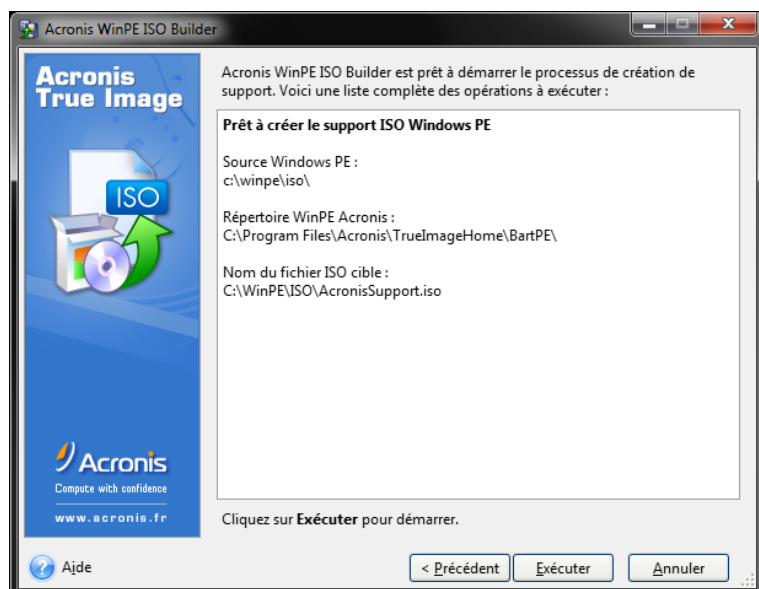 Acronis WinPE ISO Builder
Acronis
True Image
ISO
Acronis
Compute with confidence
www.acronis.fr
Acronis WinPE ISO Builder est prêt à démarrer le processus de création de
support. Voici une liste complète des opérations à exécuter :
Prêt à créer le support ISO Windows PE
Source Windows PE :
c:\winpe\iso\
Répertoire WinPE Acronis :
C:\Program Files\Acronis\TrueImageHome\BartPE\
Nom du fichier ISO cible :
C:\WinPE\ISO\AcronisSupport.iso
Cliquez sur Exécuter pour démarrer.
Aide
< Précédent
Exécuter
Annuler